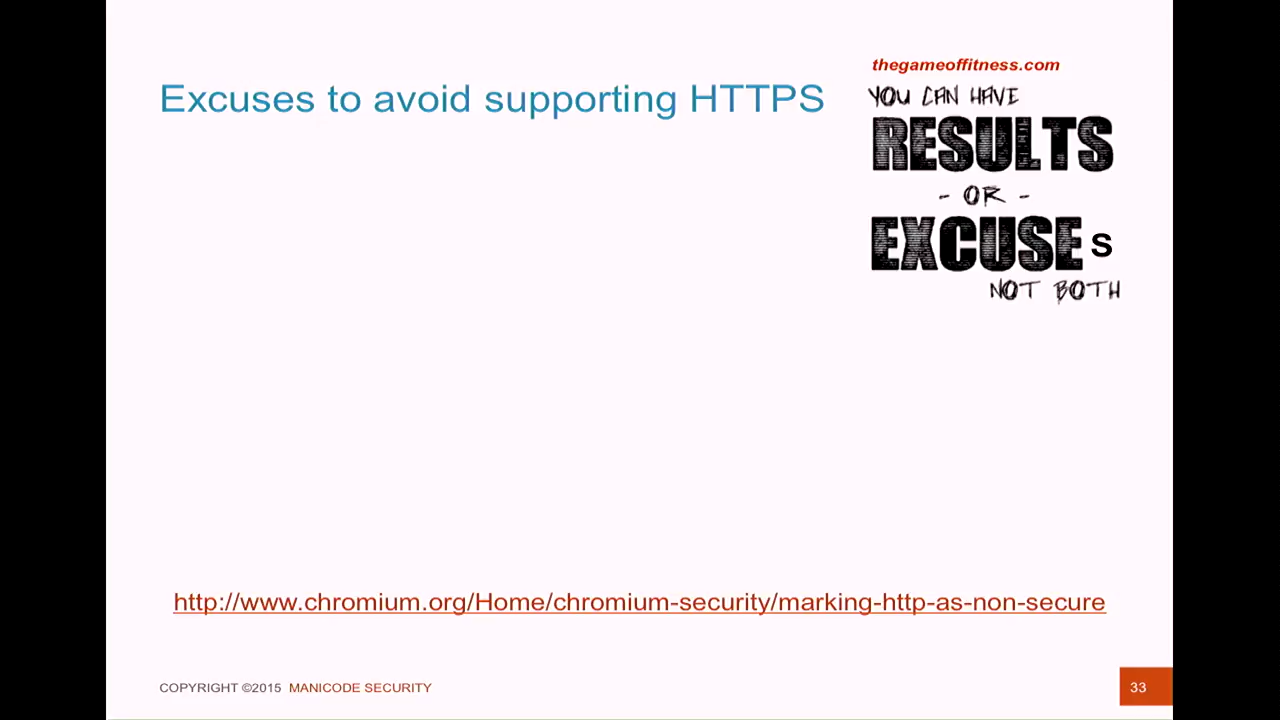 Excuses to avoid supporting HTTPS
thegameoffitness.com
YOU CAN HAVE
RESULTS
- OR -
EXCUSES
NOT BOTH
http://www.chromium.org/Home/chromium-security/marking-http-as-non-secure
COPYRIGHT ©2015 MANICODE SECURITY
33